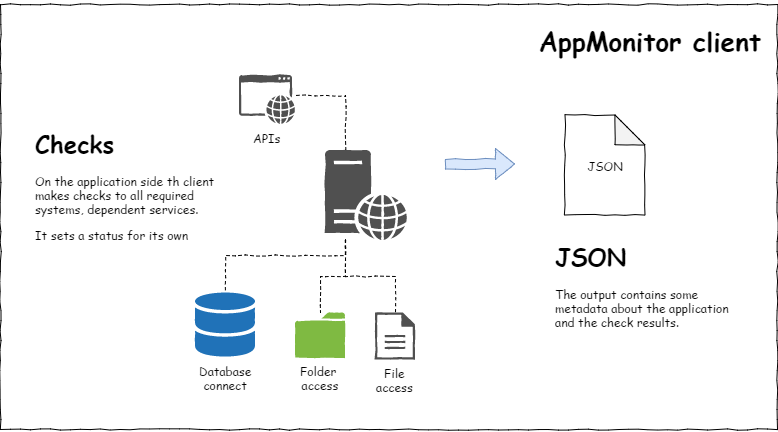 AppMonitor client
APIs
Checks
On the application side th client
makes checks to all required
systems, dependent services.
It sets a status for its own
JSON
JSON
The output contains some
metadata about the application
and the check results.
Database
connect
Folder
access
File
access